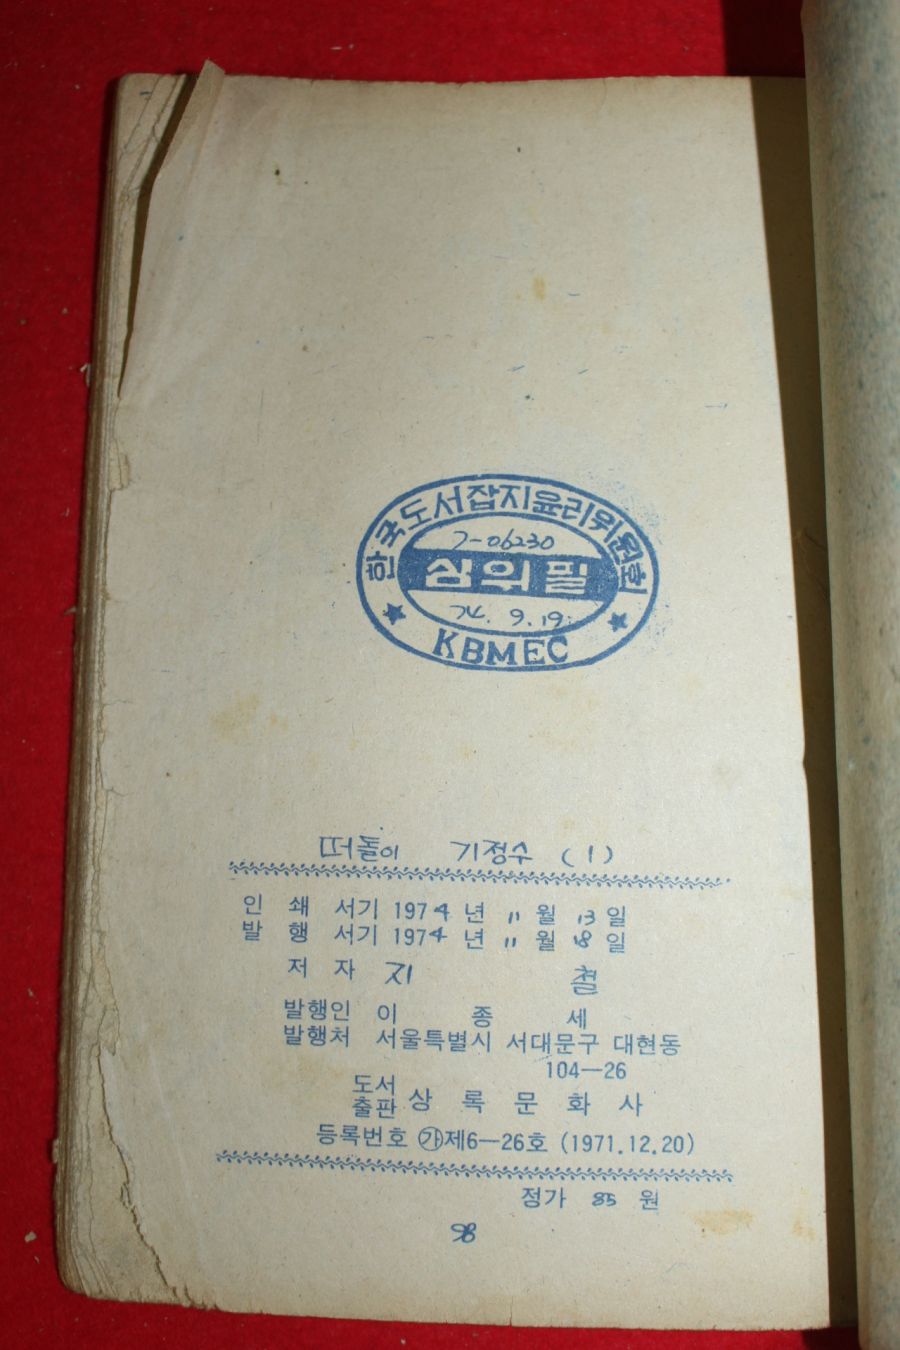 한국도서잡지윤리위원회
7-06230
심의필
74. 9. 19.
KBMEC
떠돌이 기정수 (1)
인 쇄 서기 1974 년 11 월 13 일
발 행 서기 1974 년 11 월 18 일
저 자 지 철
발행인 이 종 세
발행처 서울특별시 서대문구 대현동
104—26
도서
출판 상 록 문 화 사
등록번호 ㉮제6—26호 (1971.12.20)
정가 85 원
98